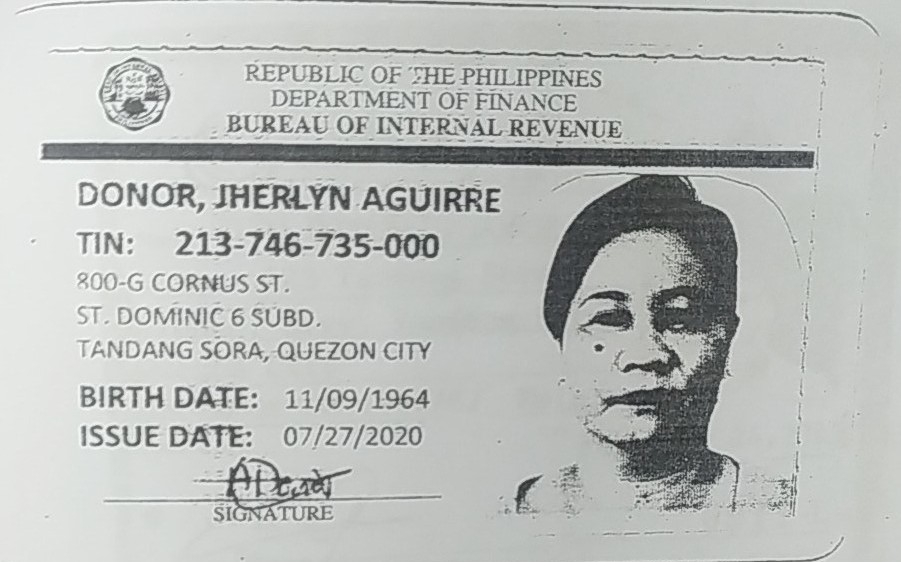 REPUBLIC OF THE PHILIPPINES
DEPARTMENT OF FINANCE
BUREAU OF INTERNAL REVENUE
DONOR, JHERLYN AGUIRRE
TIN: 213-746-735-000
800-G CORNUS ST.
ST. DOMINIC 6 SUBD.
TANDANG SORA, QUEZON CITY
BIRTH DATE: 11/09/1964
ISSUE DATE: 07/27/2020
SIGNATURE